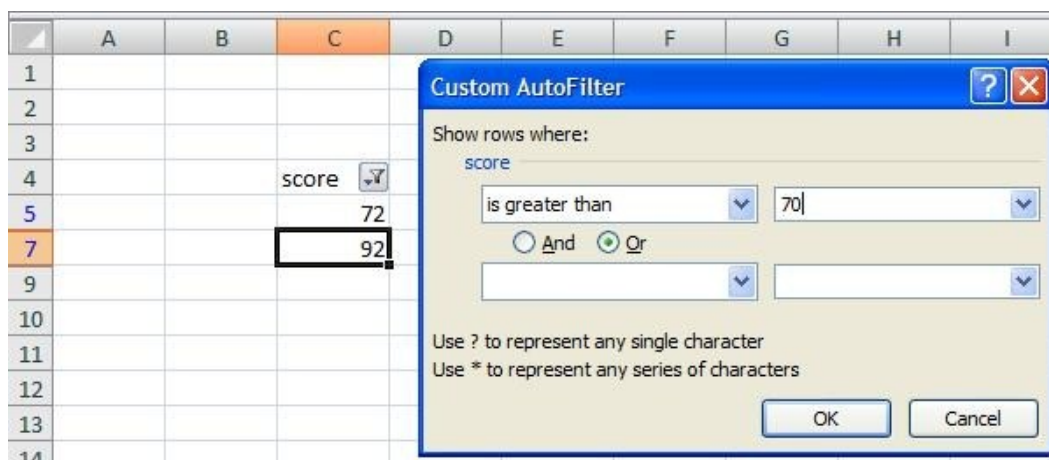 A B C D E F G H I
1
2
3
4 score
5 72
7 92
9
10
11
12
13
14
Custom AutoFilter
Show rows where:
score
is greater than 70
And Or
Use ? to represent any single character
Use * to represent any series of characters
OK Cancel